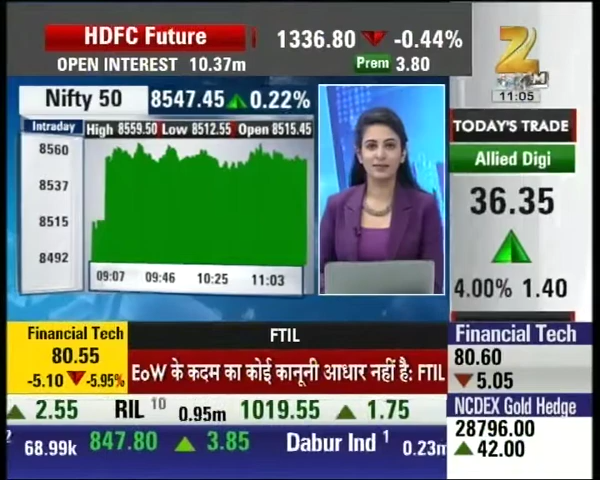 HDFC Future
1336.80 -0.44%
OPEN INTEREST 10.37m
Prem 3.80
11:05
Nifty 50 8547.45 0.22%
Intraday High 8559.50 Low 8512.55 Open 8515.45
8560
8537
8515
8492
09:07 09:46 10:25 11:03
TODAY'S TRADE
Allied Digi
36.35
4.00% 1.40
Financial Tech
80.55
-5.10 -5.95%
FTIL
EoW के कदम का कोई कानूनी आधार नहीं है: FTIL
Financial Tech
80.60
5.05
NCDEX Gold Hedge
28796.00
42.00
2.55 RIL 10 0.95m 1019.55 1.75
2 68.99k 847.80 3.85 Dabur Ind 1 0.23m